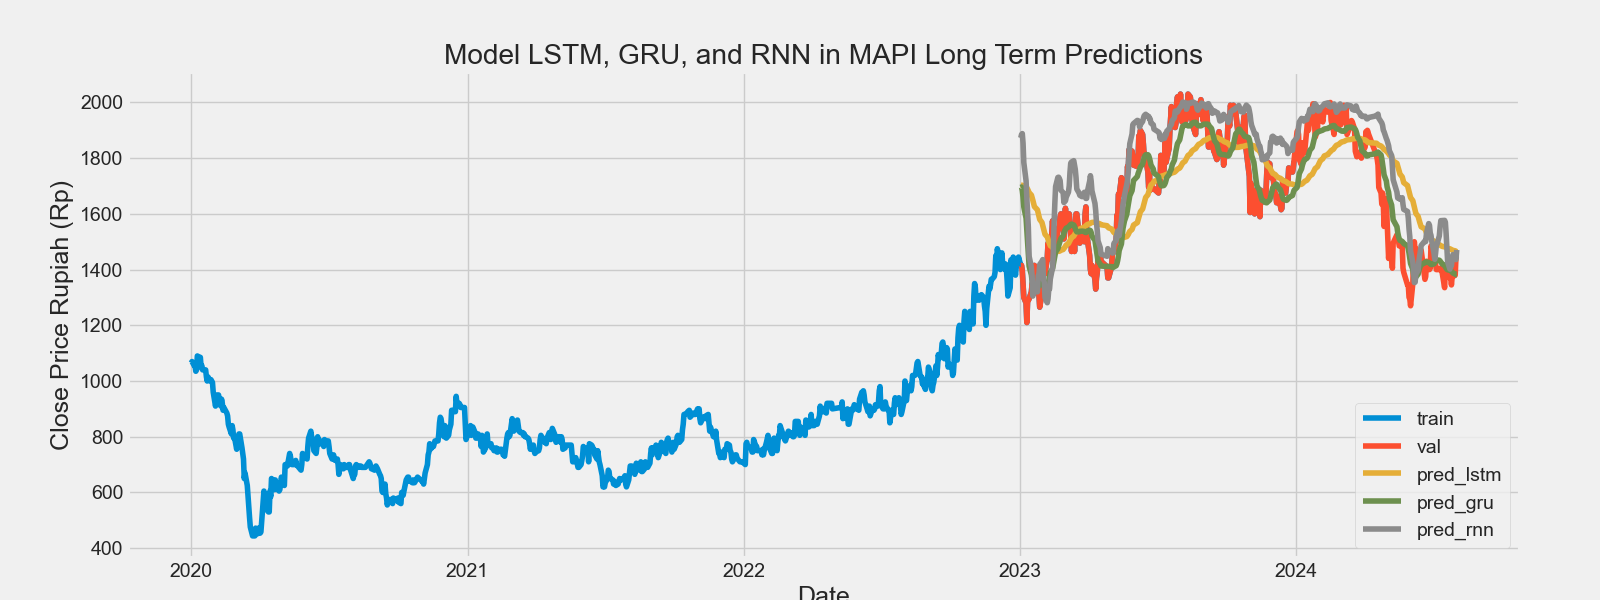 Model LSTM, GRU, and RNN in MAPI Long Term Predictions
Close Price Rupiah (Rp)
2000
1800
1600
1400
1200
1000
800
600
400
2020
2021
2022
2023
2024
Date
train
val
pred_lstm
pred_gru
pred_rnn